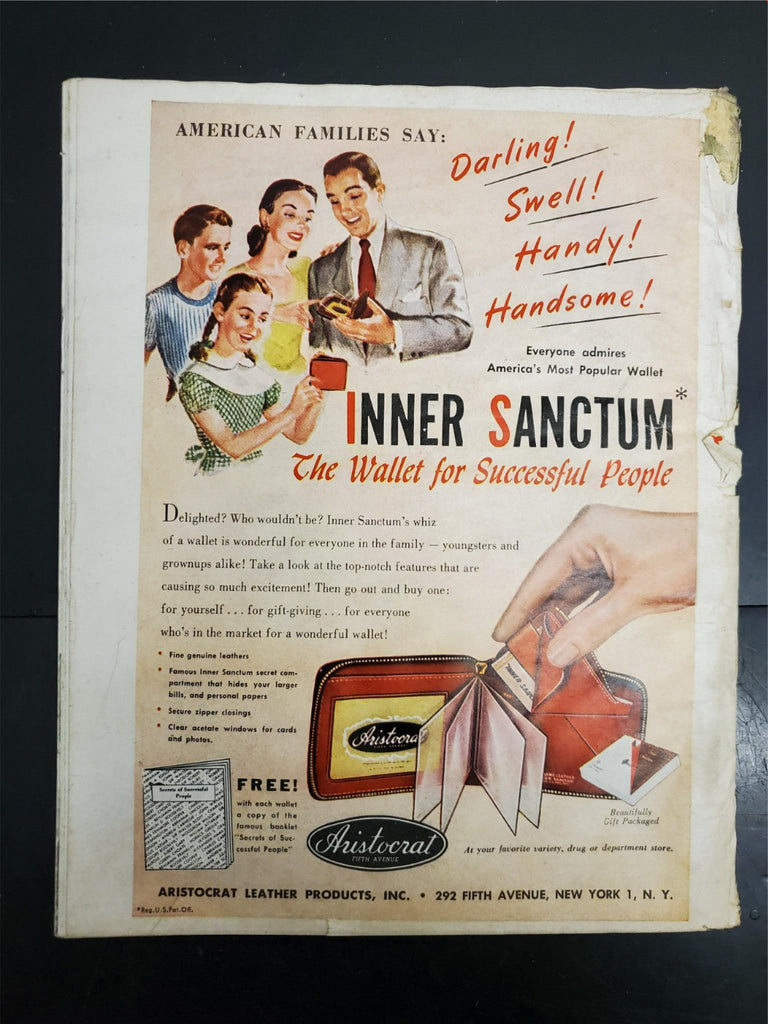 AMERICAN FAMILIES SAY:
Darling!
Swell!
Handy!
Handsome!
Everyone admires
America's Most Popular Wallet
INNER SANCTUM*
The Wallet for Successful People
Delighted? Who wouldn't be? Inner Sanctum's whiz
of a wallet is wonderful for everyone in the family — youngsters and
grownups alike! Take a look at the top-notch features that are
causing so much excitement! Then go out and buy one:
for yourself . . . for gift-giving . . . for everyone
who's in the market for a wonderful wallet!
• Fine genuine leathers
• Famous Inner Sanctum secret com-
partment that hides your larger
bills, and personal papers
• Secure zipper closings
• Clear acetate windows for cards
and photos.
Aristocra
INNER SANC
Secrets of Successful
People
FREE!
with each wallet
a copy of the
famous booklet
"Secrets of Suc-
cessful People"
Aristocrat
FIFTH AVENUE
Beautifully
Gift Packaged
At your favorite variety, drug or department store.
ARISTOCRAT LEATHER PRODUCTS, INC. • 292 FIFTH AVENUE, NEW YORK 1, N. Y.
*Reg.U.S.Pat.Off.